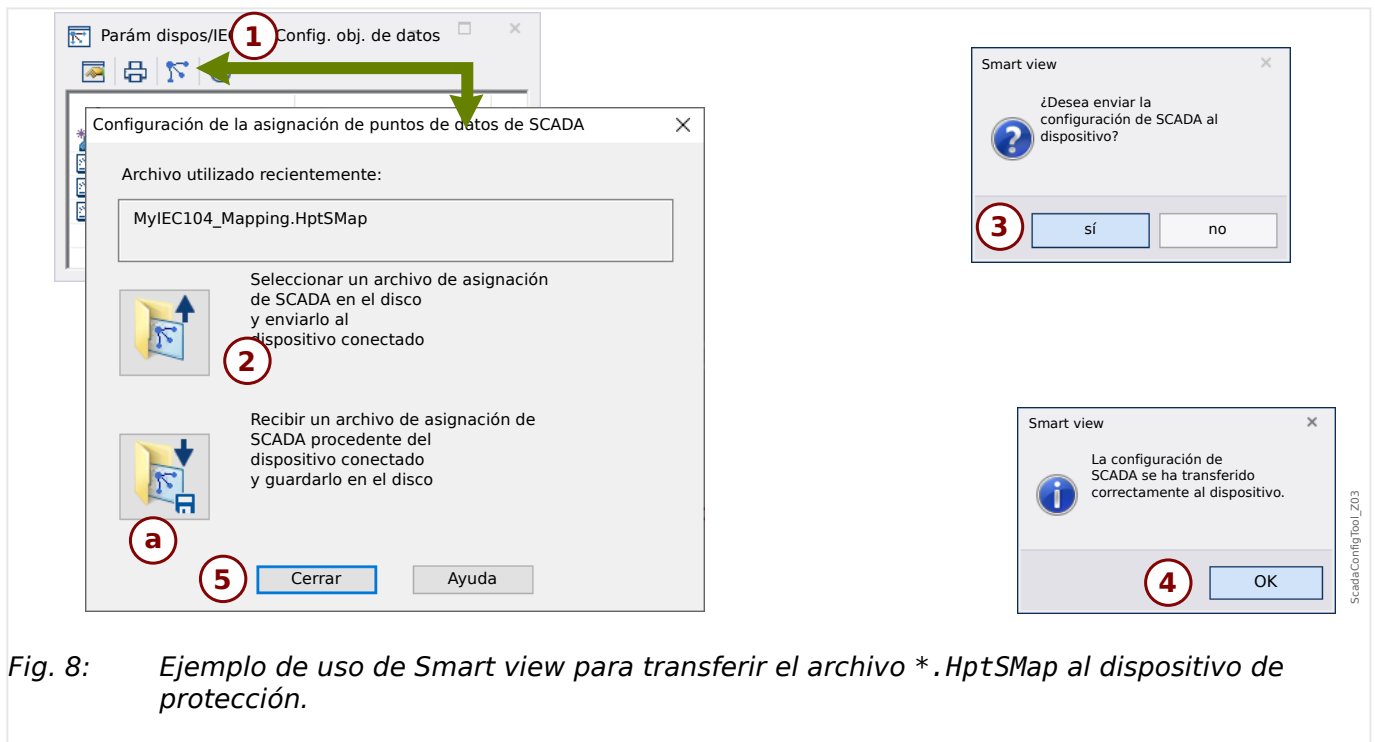 Parám dispos/IE
1
Config. obj. de datos
Configuración de la asignación de puntos de datos de SCADA
Archivo utilizado recientemente:
MyIEC104_Mapping.HptSMap
Seleccionar un archivo de asignación
de SCADA en el disco
y enviarlo al
dispositivo conectado
2
Recibir un archivo de asignación de
SCADA procedente del
dispositivo conectado
y guardarlo en el disco
a
5
Cerrar
Ayuda
Smart view
¿Desea enviar la
configuración de SCADA al
dispositivo?
3
sí
no
Smart view
La configuración de
SCADA se ha transferido
correctamente al dispositivo.
4
OK
ScadaConfigTool_Z03
Fig. 8: Ejemplo de uso de Smart view para transferir el archivo *.HptSMap al dispositivo de
protección.